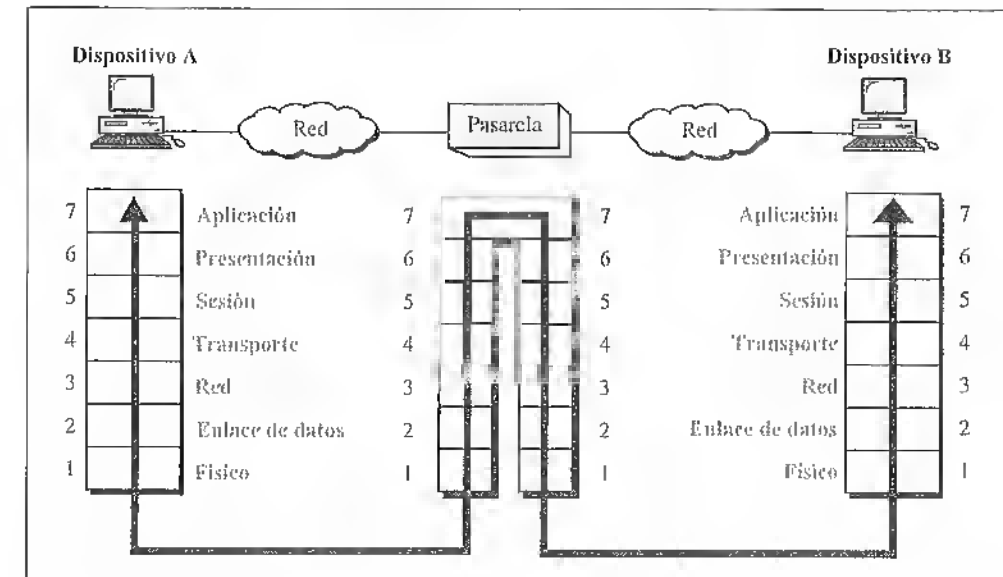 Dispositivo A
Dispositivo B
Red
Pasarela
Red
7 Aplicación 7 7 Aplicación 7
6 Presentación 6 6 Presentación 6
5 Sesión 5 5 Sesión 5
4 Transporte 4 4 Transporte 4
3 Red 3 3 Red 3
2 Enlace de datos 2 2 Enlace de datos 2
1 Físico 1 1 Físico 1